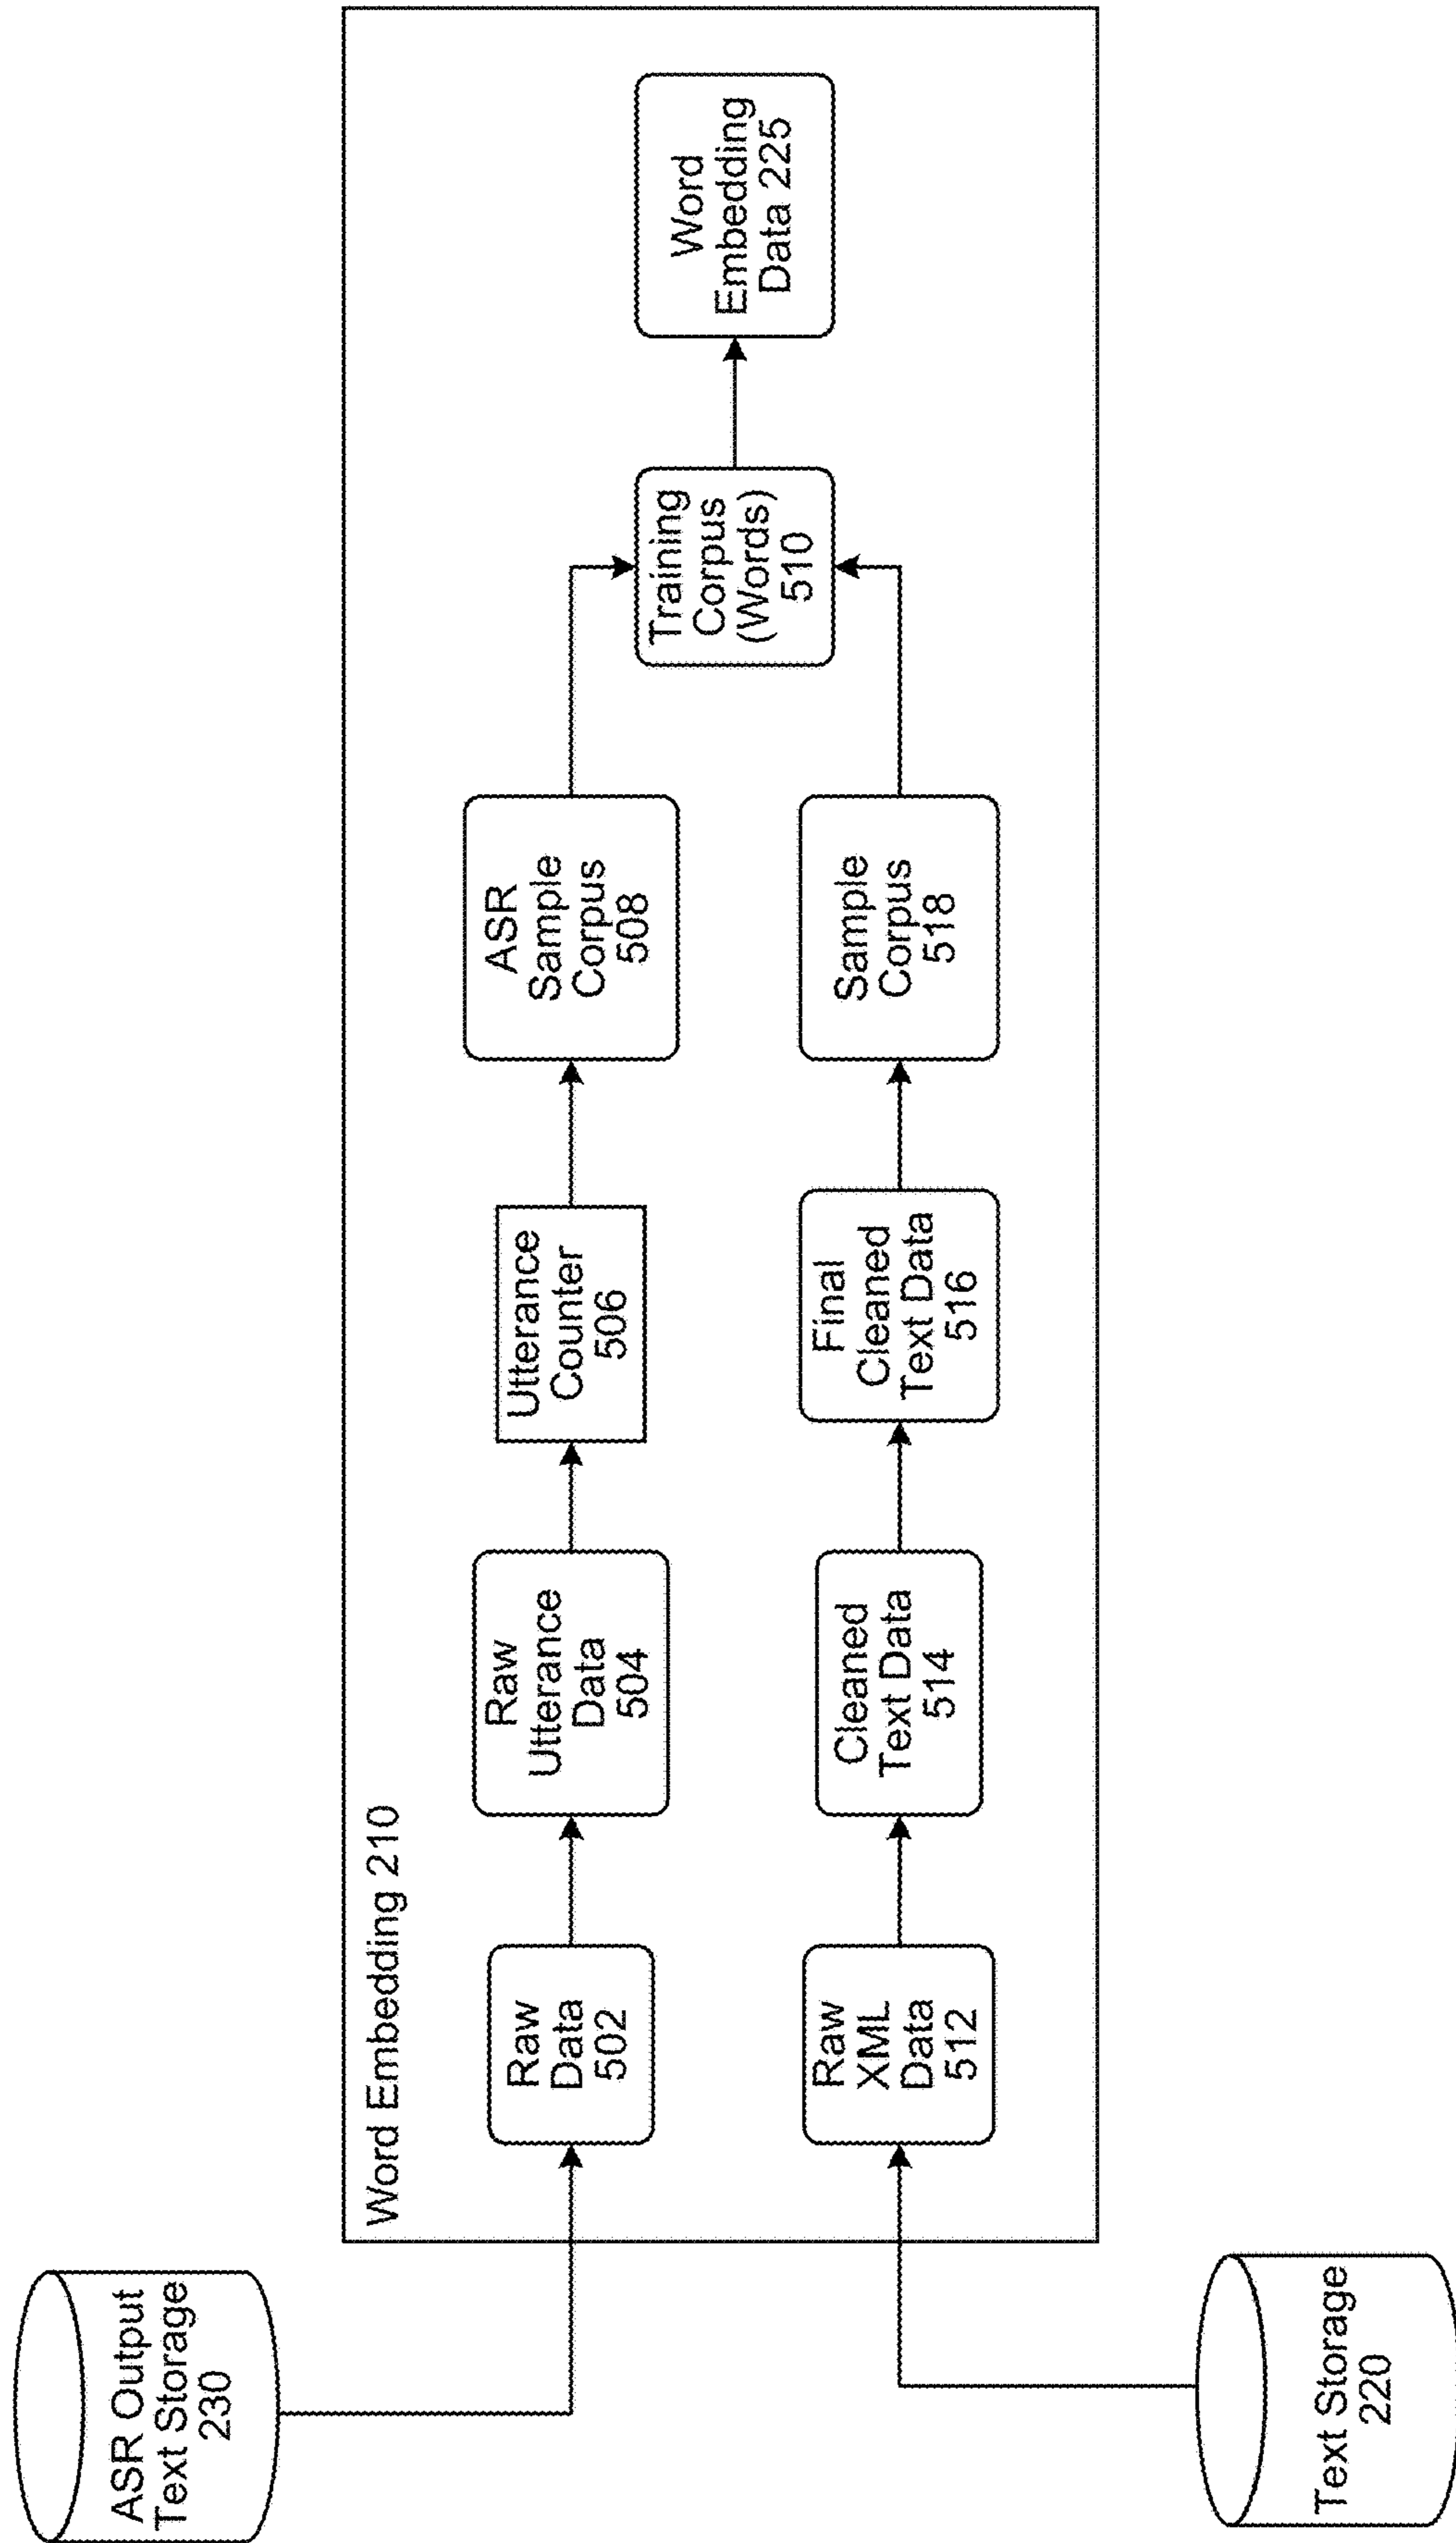 ASR Output
Text Storage
230
Word Embedding 210
Raw
Data
502
Raw
Utterance
Data
504
Utterance
Counter
506
ASR
Sample
Corpus
508
Training
Corpus
(Words)
510
Word
Embedding
Data 225
Text Storage
220
Raw
XML
Data
512
Cleaned
Text Data
514
Final
Cleaned
Text Data
516
Sample
Corpus
518